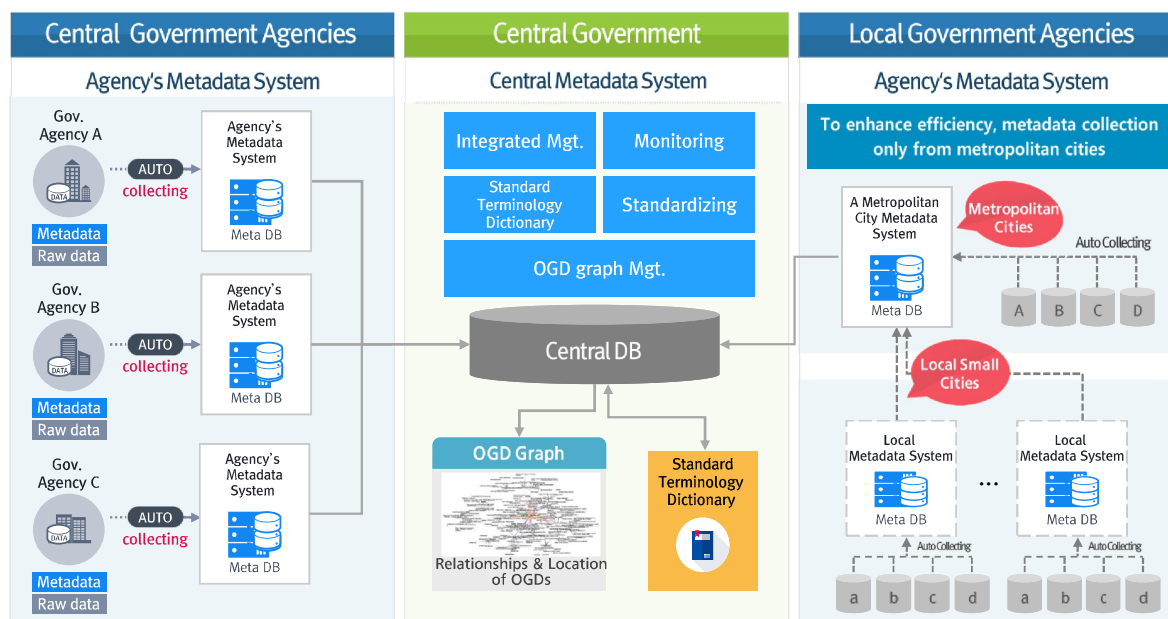 Central Government Agencies
Agency's Metadata System
Gov.
Agency A
DATA
AUTO
collecting
Metadata
Raw data
Agency's
Metadata
System
Meta DB
Gov.
Agency B
DATA
AUTO
collecting
Metadata
Raw data
Agency's
Metadata
System
Meta DB
Gov.
Agency C
DATA
AUTO
collecting
Metadata
Raw data
Agency's
Metadata
System
Meta DB
Central Government
Central Metadata System
Integrated Mgt.
Monitoring
Standard
Terminology
Dictionary
Standardizing
OGD graph Mgt.
Central DB
OGD Graph
Relationships & Location
of OGDs
Standard
Terminology
Dictionary
Local Government Agencies
Agency's Metadata System
To enhance efficiency, metadata collection
only from metropolitan cities
A Metropolitan
City Metadata
System
Meta DB
Metropolitan
Cities
Auto Collecting
A B C D
Local Small
Cities
Local
Metadata System
Meta DB
...
Local
Metadata System
Meta DB
Auto Collecting
a b c d
Auto Collecting
a b c d